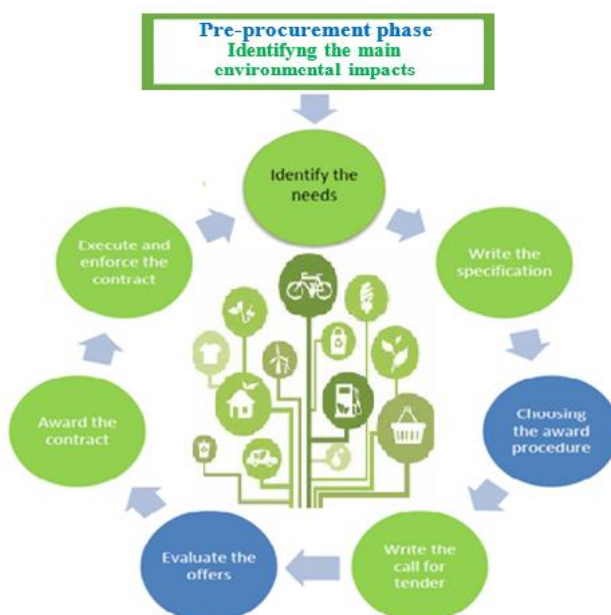 Pre-procurement phase
Identifyng the main
environmental impacts
Identify the
needs
Write the
specification
Choosing
the award
procedure
Write the
call for
tender
Evaluate the
offers
Award the
contract
Execute and
enforce the
contract